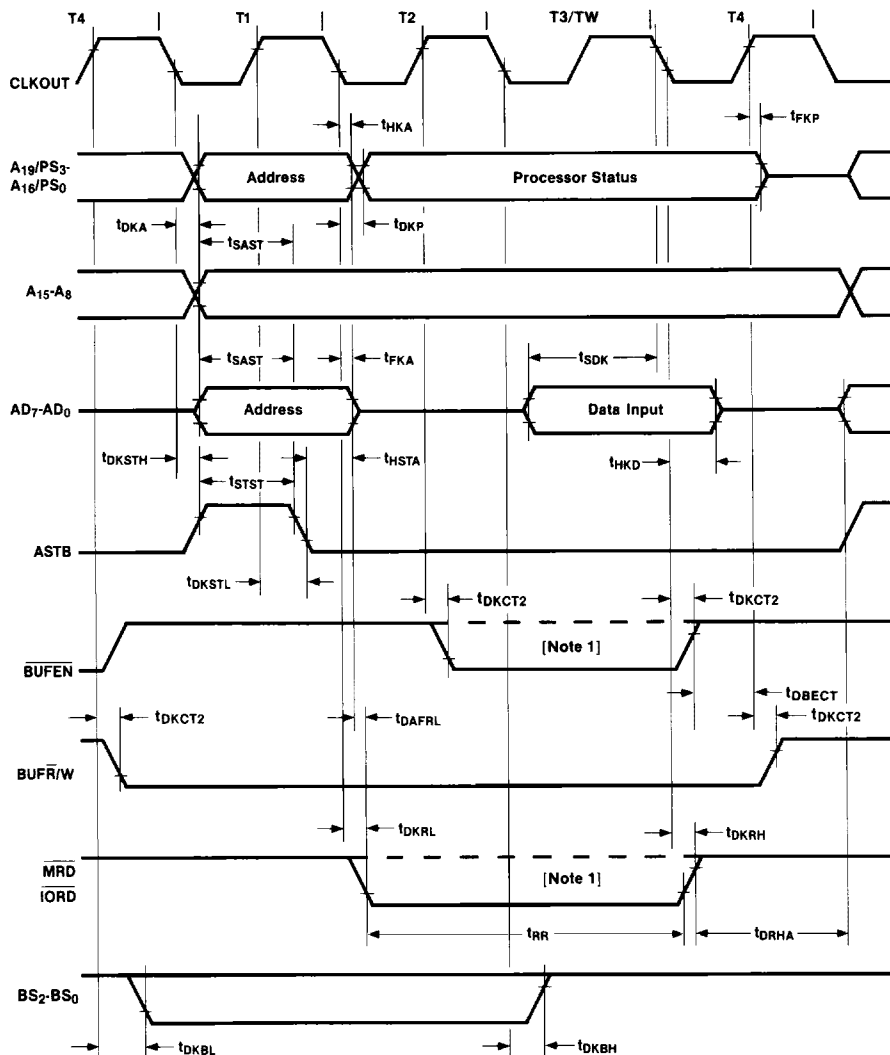 T4 T1 T2 T3/TW T4
CLKOUT
tHKA tFKP
A19/PS3-
A16/PS0
Address Processor Status
tDKA tDKP
tSAST
A15-A8
tSAST tFKA tSDK
AD7-AD0 Address Data Input
tDKSTH tHSTA tHKD
tSTST
ASTB
tDKSTL
tDKCT2 tDKCT2
BUFEN [Note 1]
tDBECT
tDKCT2 tDAFRL tDKCT2
BUFR/W
tDKRL tDKRH
MRD
IORD [Note 1]
tRR tDRHA
BS2-BS0
tDKBL tDKBH